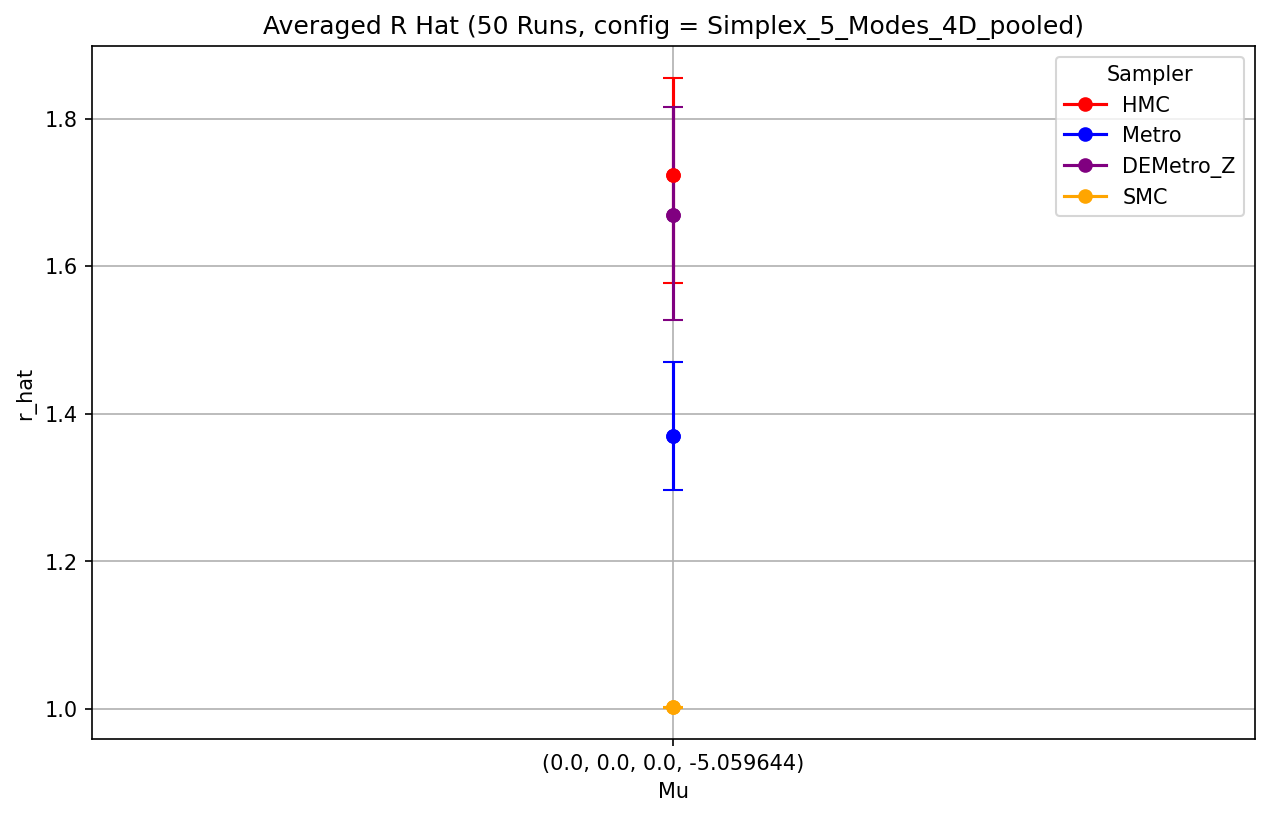 Averaged R Hat (50 Runs, config = Simplex_5_Modes_4D_pooled)
Sampler
HMC
Metro
DEMetro_Z
SMC
1.8
1.6
1.4
1.2
1.0
r_hat
(0.0, 0.0, 0.0, -5.059644)
Mu